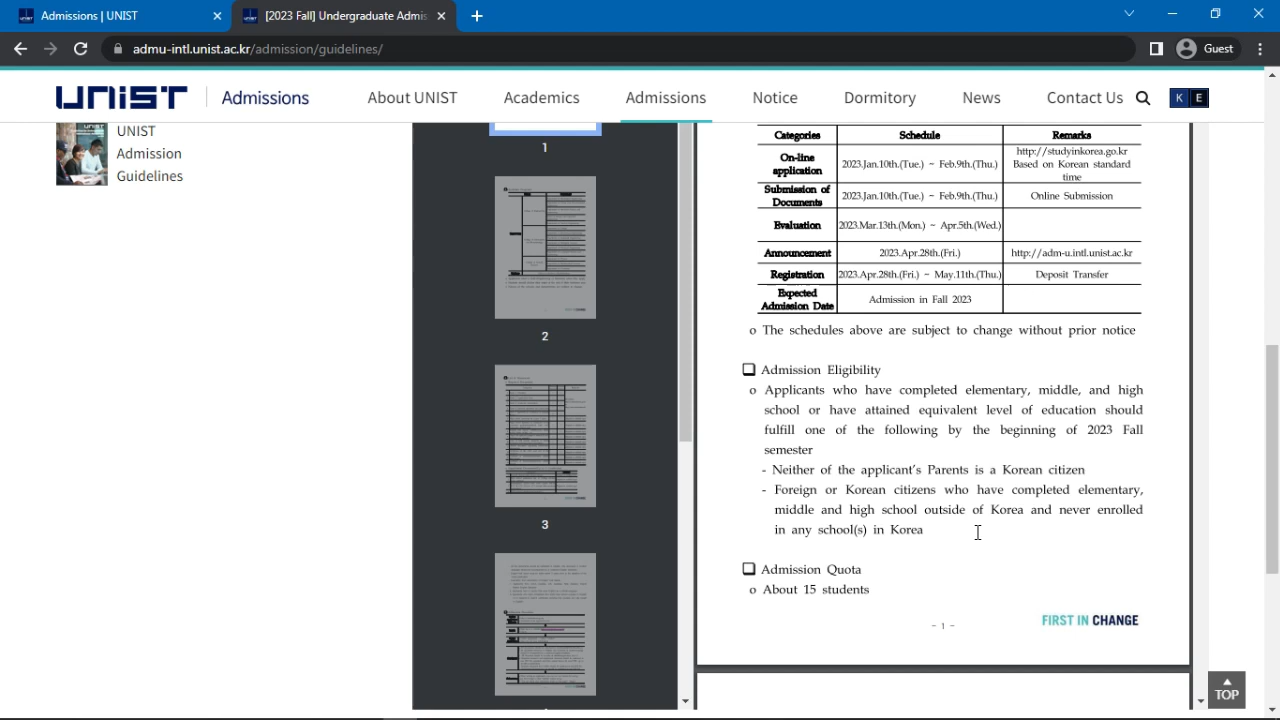 Admissions | UNIST
[2023 Fall] Undergraduate Admis
admu-intl.unist.ac.kr/admission/guidelines/
Guest
UNIST
Admissions
About UNIST
Academics
Admissions
Notice
Dormitory
News
Contact Us
K E
UNIST
Admission
Guidelines
1
2
3
Categories Schedule Remarks
On-line application 2023.Jan.10th.(Tue.) ~ Feb.9th.(Thu.) http://studyinkorea.go.kr Based on Korean standard time
Submission of Documents 2023.Jan.10th.(Tue.) ~ Feb.9th.(Thu.) Online Submission
Evaluation 2023.Mar.13th.(Mon.) ~ Apr.5th.(Wed.)
Announcement 2023.Apr.28th.(Fri.) http://adm-u.intl.unist.ac.kr
Registration 2023.Apr.28th.(Fri.) ~ May.11th.(Thu) Deposit Transfer
Expected Admission Date Admission in Fall 2023
o The schedules above are subject to change without prior notice
❑ Admission Eligibility
o Applicants who have completed elementary, middle, and high
school or have attained equivalent level of education should
fulfill one of the following by the beginning of 2023 Fall
semester
- Neither of the applicant's Parents is a Korean citizen
- Foreign or Korean citizens who have completed elementary,
middle and high school outside of Korea and never enrolled
in any school(s) in Korea
❑ Admission Quota
o About 15 students
- 1 -
FIRST IN CHANGE
TOP